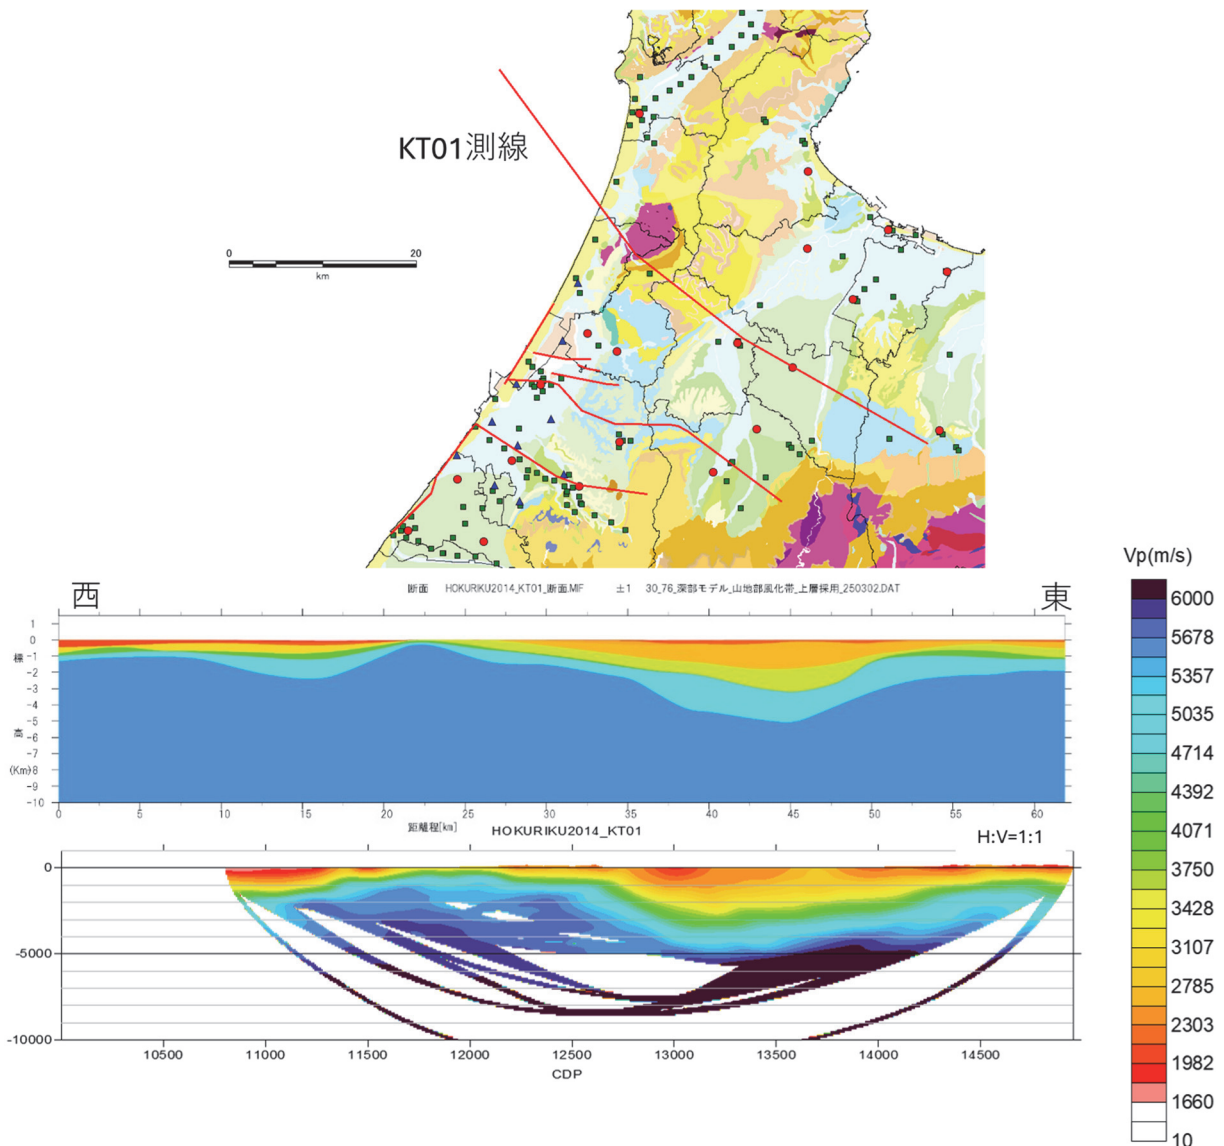 KT01測線
0
20
km
Vp(m/s)
西
断面 HOKURIKU2014_KT01_断面.MIF ±1 30_76_深部モデル_山地部風化帯_上層採用_250302.DAT
東
1
0
-1
-2
-3
-4
-5
-6
-7
(Km)-8
-9
-10
標
高
0 5 10 15 20 25 30 35 40 45 50 55 60
距離程[km]
HOKURIKU2014_KT01
H:V=1:1
0
-5000
-10000
10500 11000 11500 12000 12500 13000 13500 14000 14500
CDP
6000
5678
5357
5035
4714
4392
4071
3750
3428
3107
2785
2303
1982
1660
10